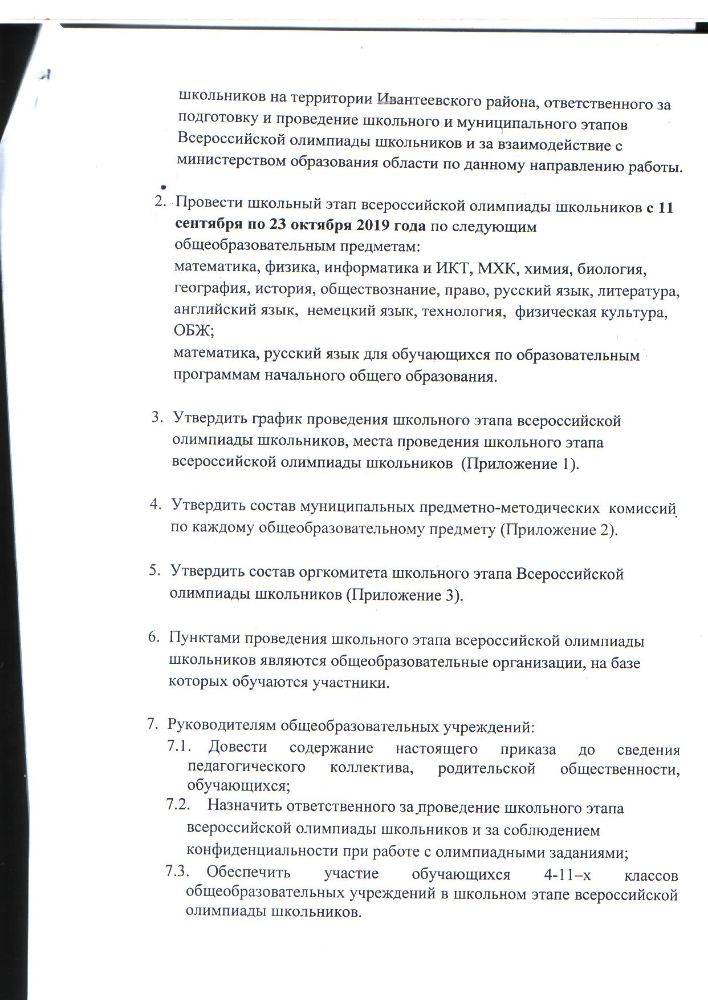 школьников на территории Ивантеевского района, ответственного за
подготовку и проведение школьного и муниципального этапов
Всероссийской олимпиады школьников и за взаимодействие с
министерством образования области по данному направлению работы.
2. Провести школьный этап всероссийской олимпиады школьников с 11
сентября по 23 октября 2019 года по следующим
общеобразовательным предметам:
математика, физика, информатика и ИКТ, МХК, химия, биология,
география, история, обществознание, право, русский язык, литература,
английский язык, немецкий язык, технология, физическая культура,
ОБЖ;
математика, русский язык для обучающихся по образовательным
программам начального общего образования.
3. Утвердить график проведения школьного этапа всероссийской
олимпиады школьников, места проведения школьного этапа
всероссийской олимпиады школьников (Приложение 1).
4. Утвердить состав муниципальных предметно-методических комиссий
по каждому общеобразовательному предмету (Приложение 2).
5. Утвердить состав оргкомитета школьного этапа Всероссийской
олимпиады школьников (Приложение 3).
6. Пунктами проведения школьного этапа всероссийской олимпиады
школьников являются общеобразовательные организации, на базе
которых обучаются участники.
7. Руководителям общеобразовательных учреждений:
7.1. Довести содержание настоящего приказа до сведения
педагогического коллектива, родительской общественности,
обучающихся;
7.2. Назначить ответственного за проведение школьного этапа
всероссийской олимпиады школьников и за соблюдением
конфиденциальности при работе с олимпиадными заданиями;
7.3. Обеспечить участие обучающихся 4-11–х классов
общеобразовательных учреждений в школьном этапе всероссийской
олимпиады школьников.